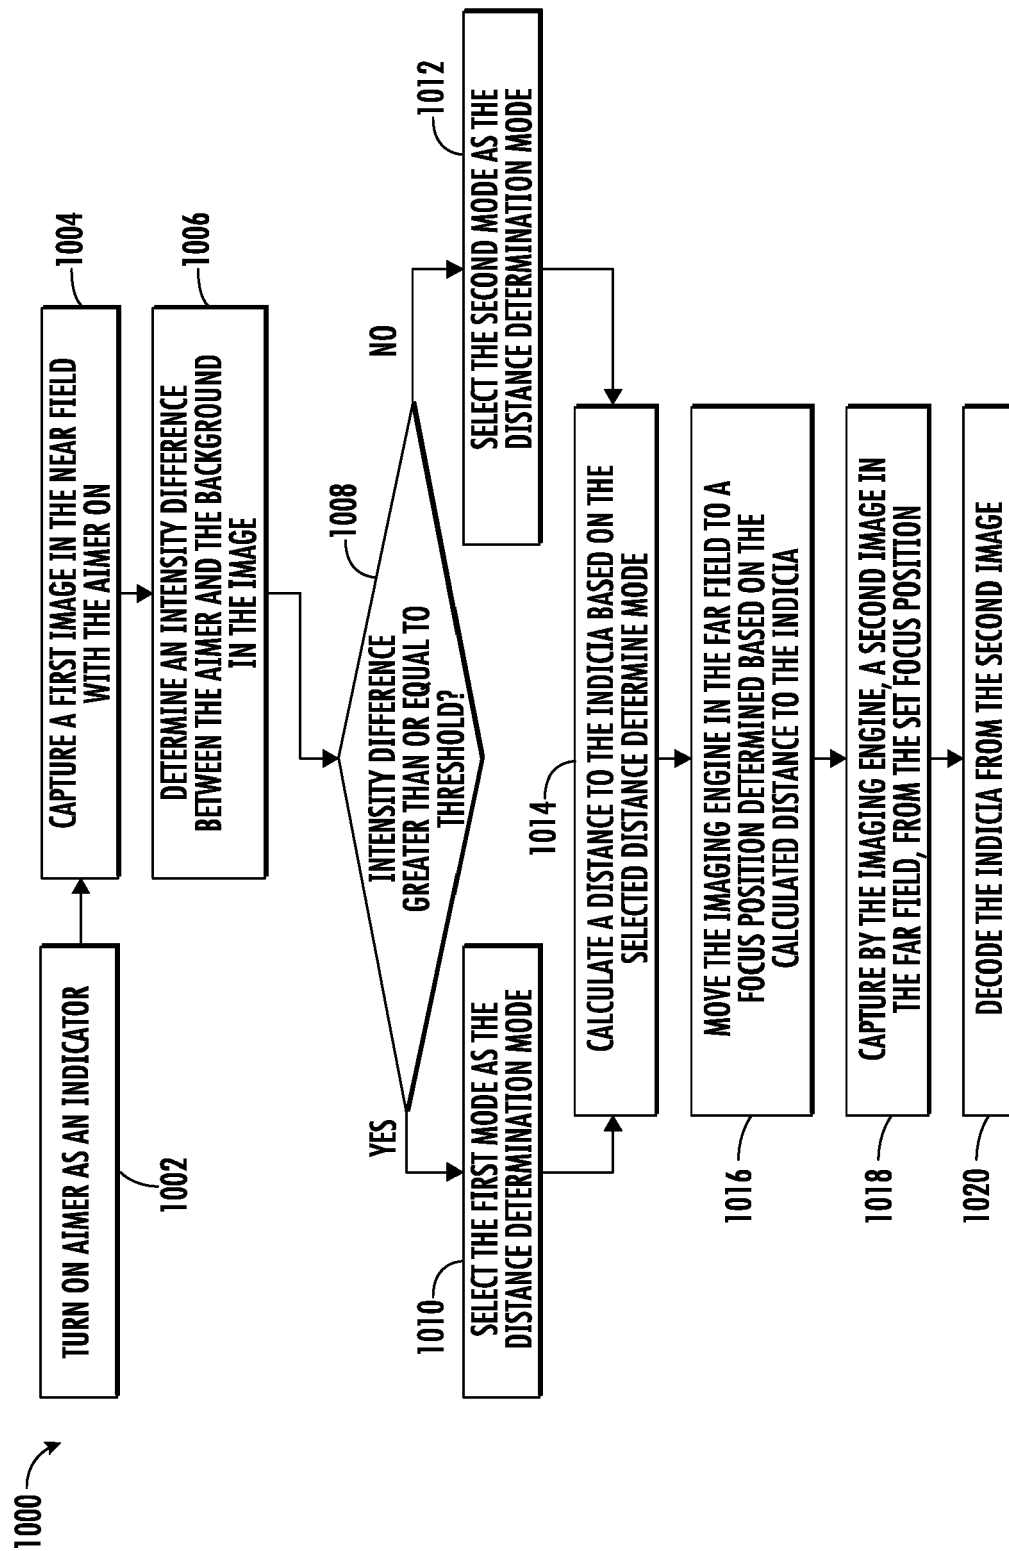 1000
TURN ON AIMER AS AN INDICATOR
1002
CAPTURE A FIRST IMAGE IN THE NEAR FIELD
WITH THE AIMER ON
1004
DETERMINE AN INTENSITY DIFFERENCE
BETWEEN THE AIMER AND THE BACKGROUND
IN THE IMAGE
1006
INTENSITY DIFFERENCE
GREATER THAN OR EQUAL TO
THRESHOLD?
1008
YES
NO
SELECT THE FIRST MODE AS THE
DISTANCE DETERMINATION MODE
1010
SELECT THE SECOND MODE AS THE
DISTANCE DETERMINATION MODE
1012
CALCULATE A DISTANCE TO THE INDICIA BASED ON THE
SELECTED DISTANCE DETERMINE MODE
1014
MOVE THE IMAGING ENGINE IN THE FAR FIELD TO A
FOCUS POSITION DETERMINED BASED ON THE
CALCULATED DISTANCE TO THE INDICIA
1016
CAPTURE BY THE IMAGING ENGINE, A SECOND IMAGE IN
THE FAR FIELD, FROM THE SET FOCUS POSITION
1018
DECODE THE INDICIA FROM THE SECOND IMAGE
1020